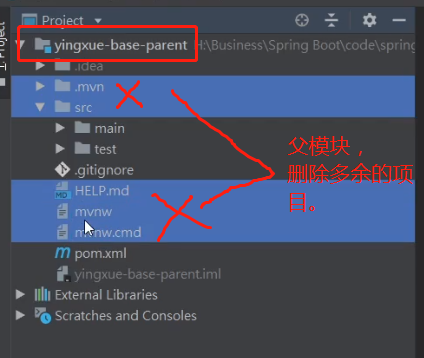 Project
1: Project
yingxue-base-parent H:\Business\Spring Boot\code\spring
.idea
.mvn
src
main
test
.gitignore
HELP.md
mvnw
mvnw.cmd
pom.xml
yingxue-base-parent.iml
External Libraries
Scratches and Consoles
父模块，
删除多余的项
目。